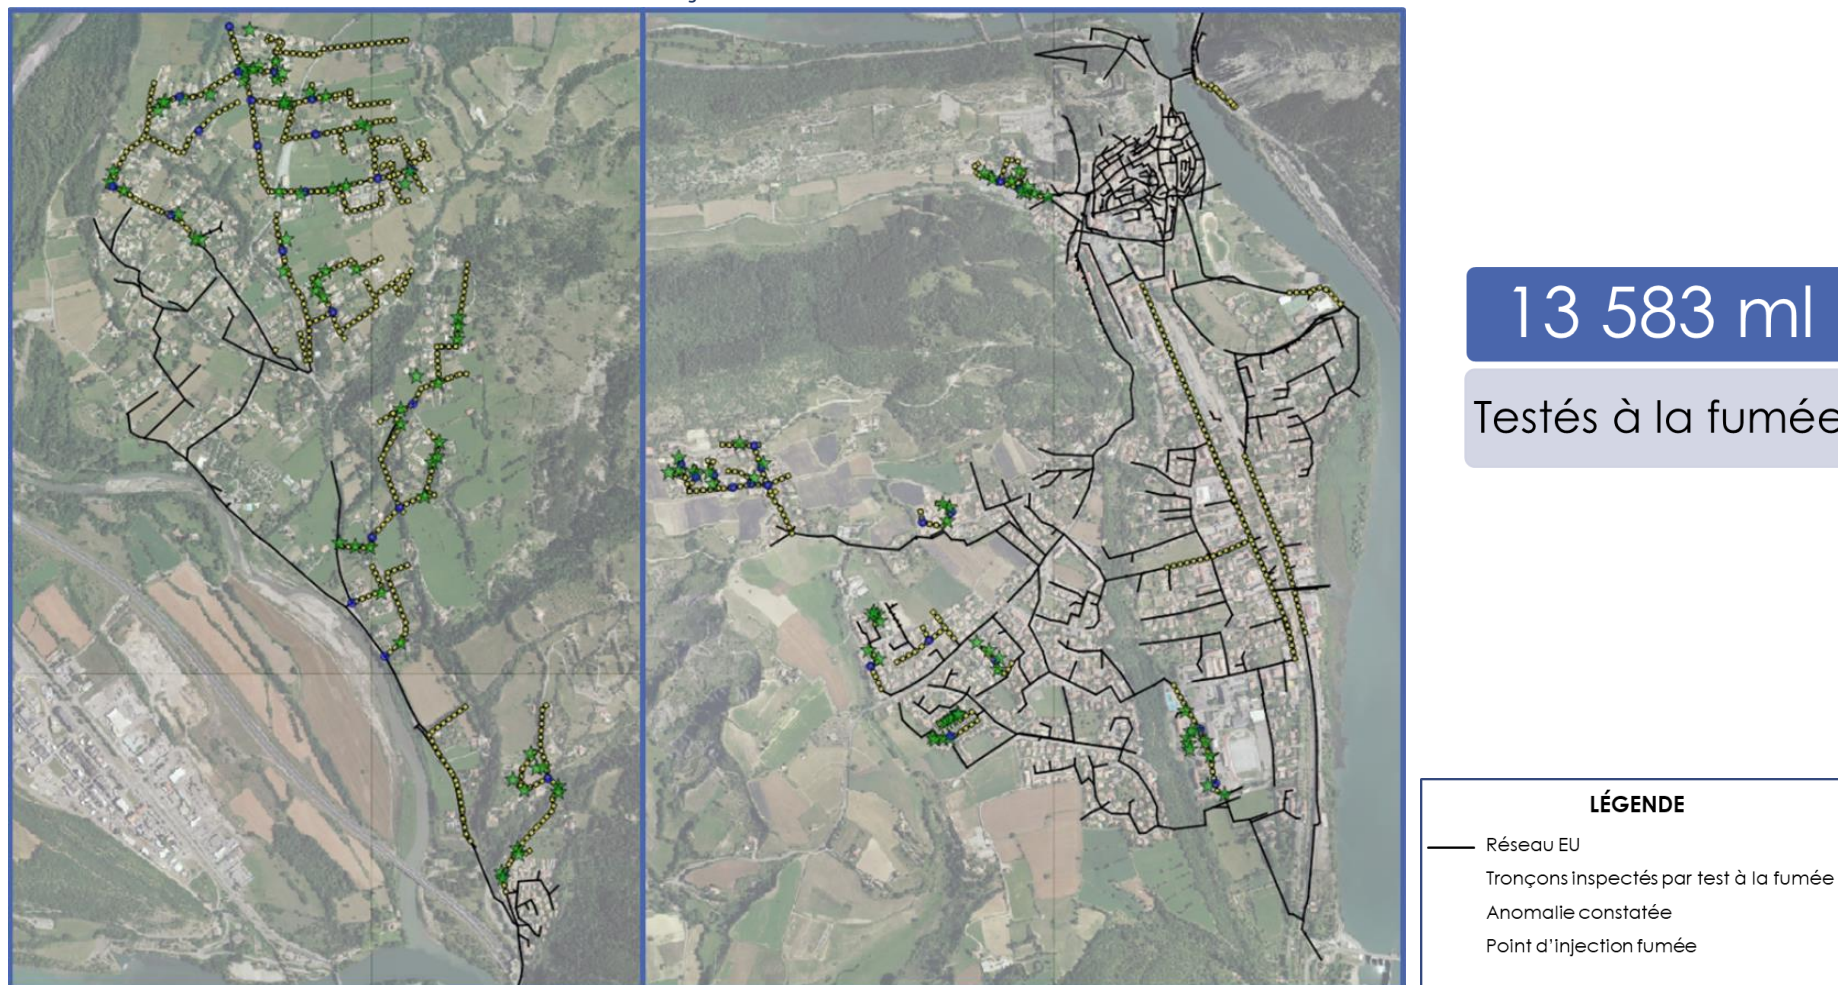 13 583 ml
Testés à la fumée
LÉGENDE
Réseau EU
Tronçons inspectés par test à la fumée
Anomalie constatée
Point d'injection fumée